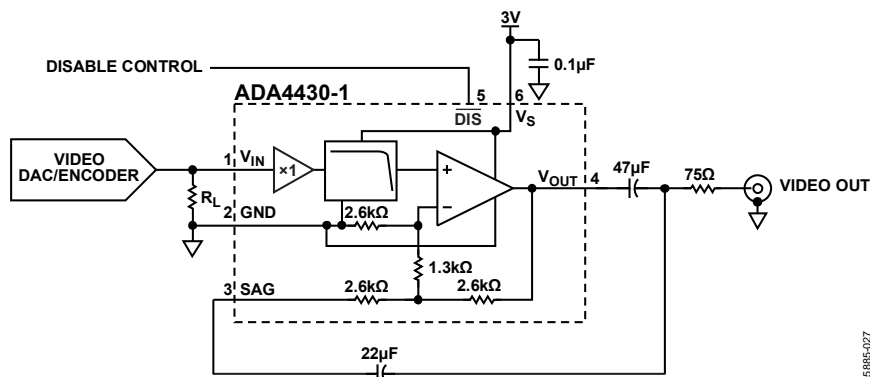 3V
DISABLE CONTROL
0.1µF
ADA4430-1
5
6
DIS
VS
VIDEO
DAC/ENCODER
1
VIN
×1
VOUT
4
47µF
75Ω
VIDEO OUT
RL
2
GND
2.6kΩ
+
–
1.3kΩ
3
SAG
2.6kΩ
2.6kΩ
22µF
5885-027